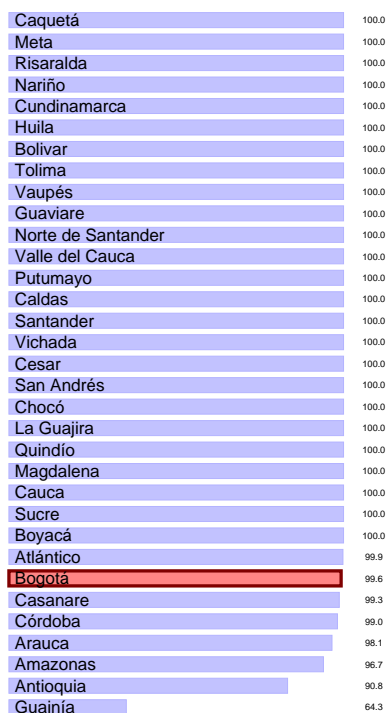 Caquetá 100.0
Meta 100.0
Risaralda 100.0
Nariño 100.0
Cundinamarca 100.0
Huila 100.0
Bolivar 100.0
Tolima 100.0
Vaupés 100.0
Guaviare 100.0
Norte de Santander 100.0
Valle del Cauca 100.0
Putumayo 100.0
Caldas 100.0
Santander 100.0
Vichada 100.0
Cesar 100.0
San Andrés 100.0
Chocó 100.0
La Guajira 100.0
Quindío 100.0
Magdalena 100.0
Cauca 100.0
Sucre 100.0
Boyacá 100.0
Atlántico 99.9
Bogotá 99.6
Casanare 99.3
Córdoba 99.0
Arauca 98.1
Amazonas 96.7
Antioquia 90.8
Guainía 64.3